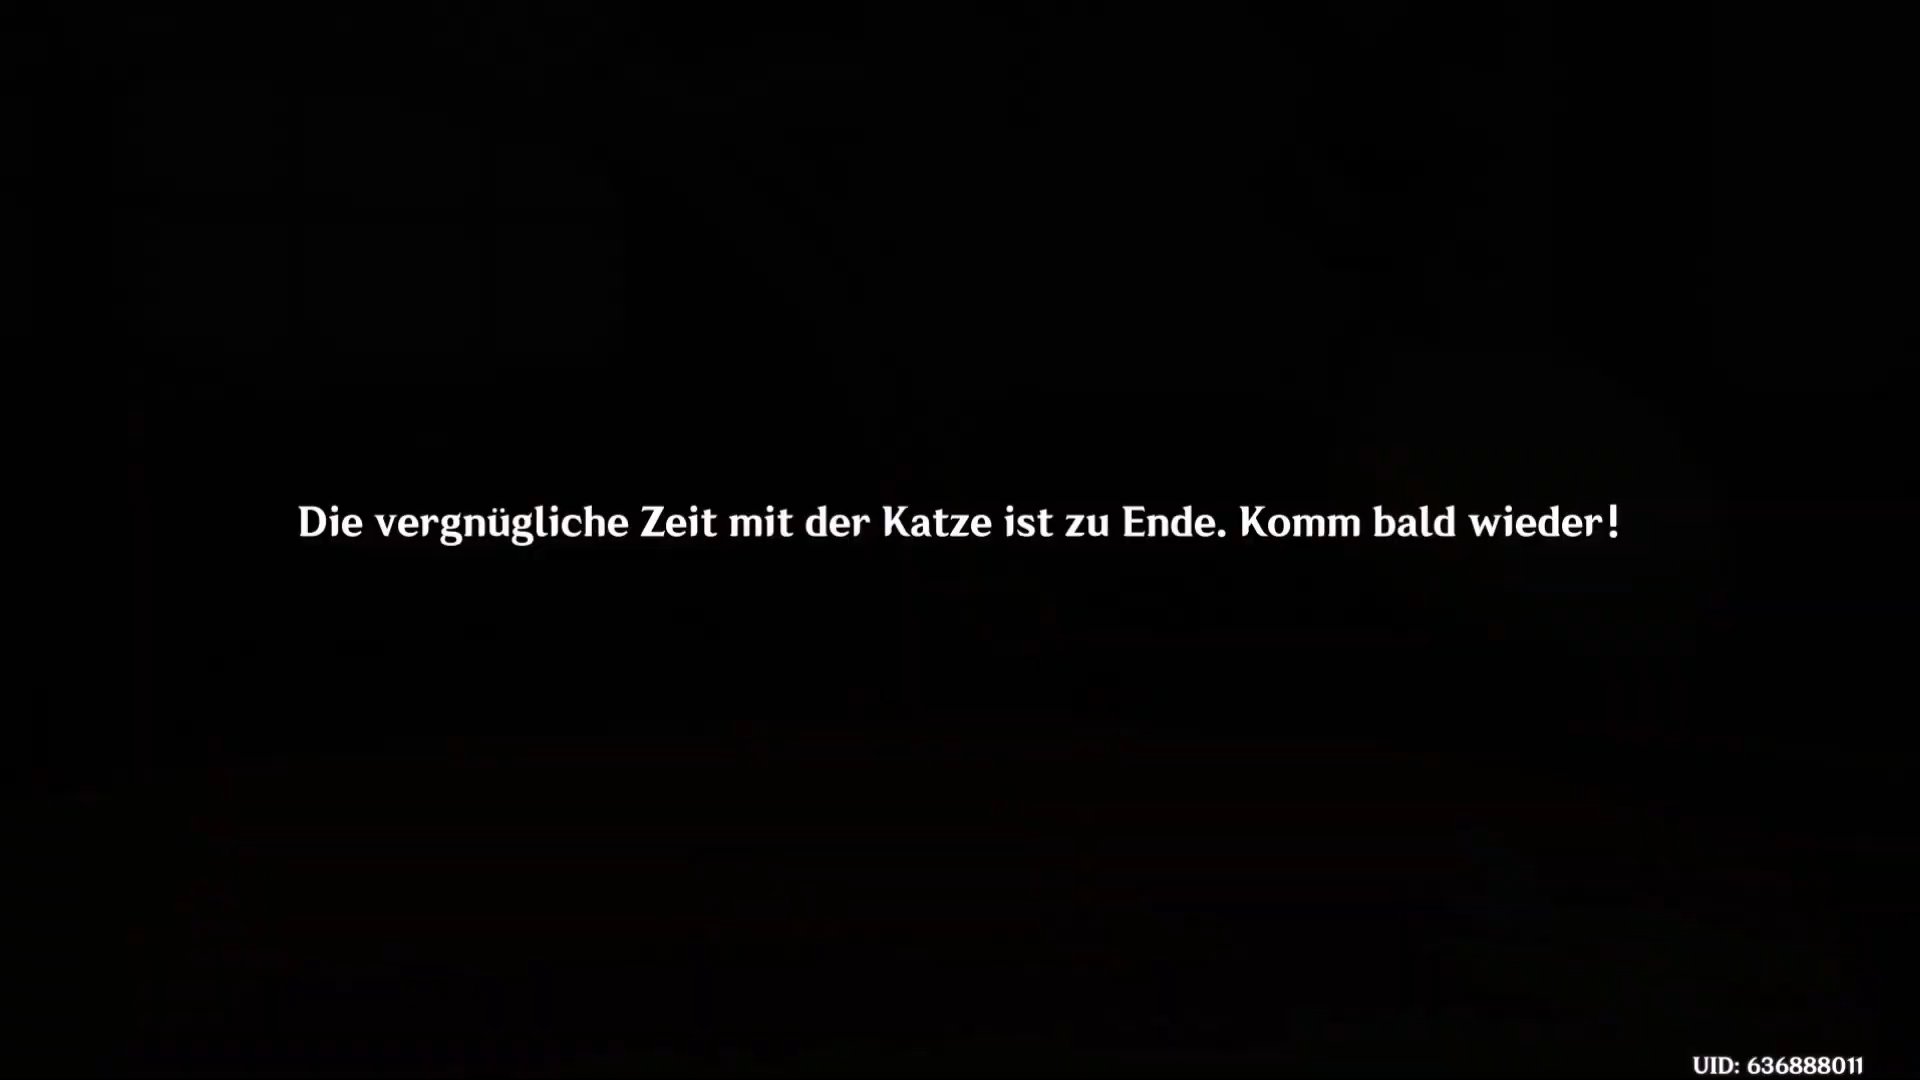 Die vergnügliche Zeit mit der Katze ist zu Ende. Komm bald wieder!
UID: 636888011